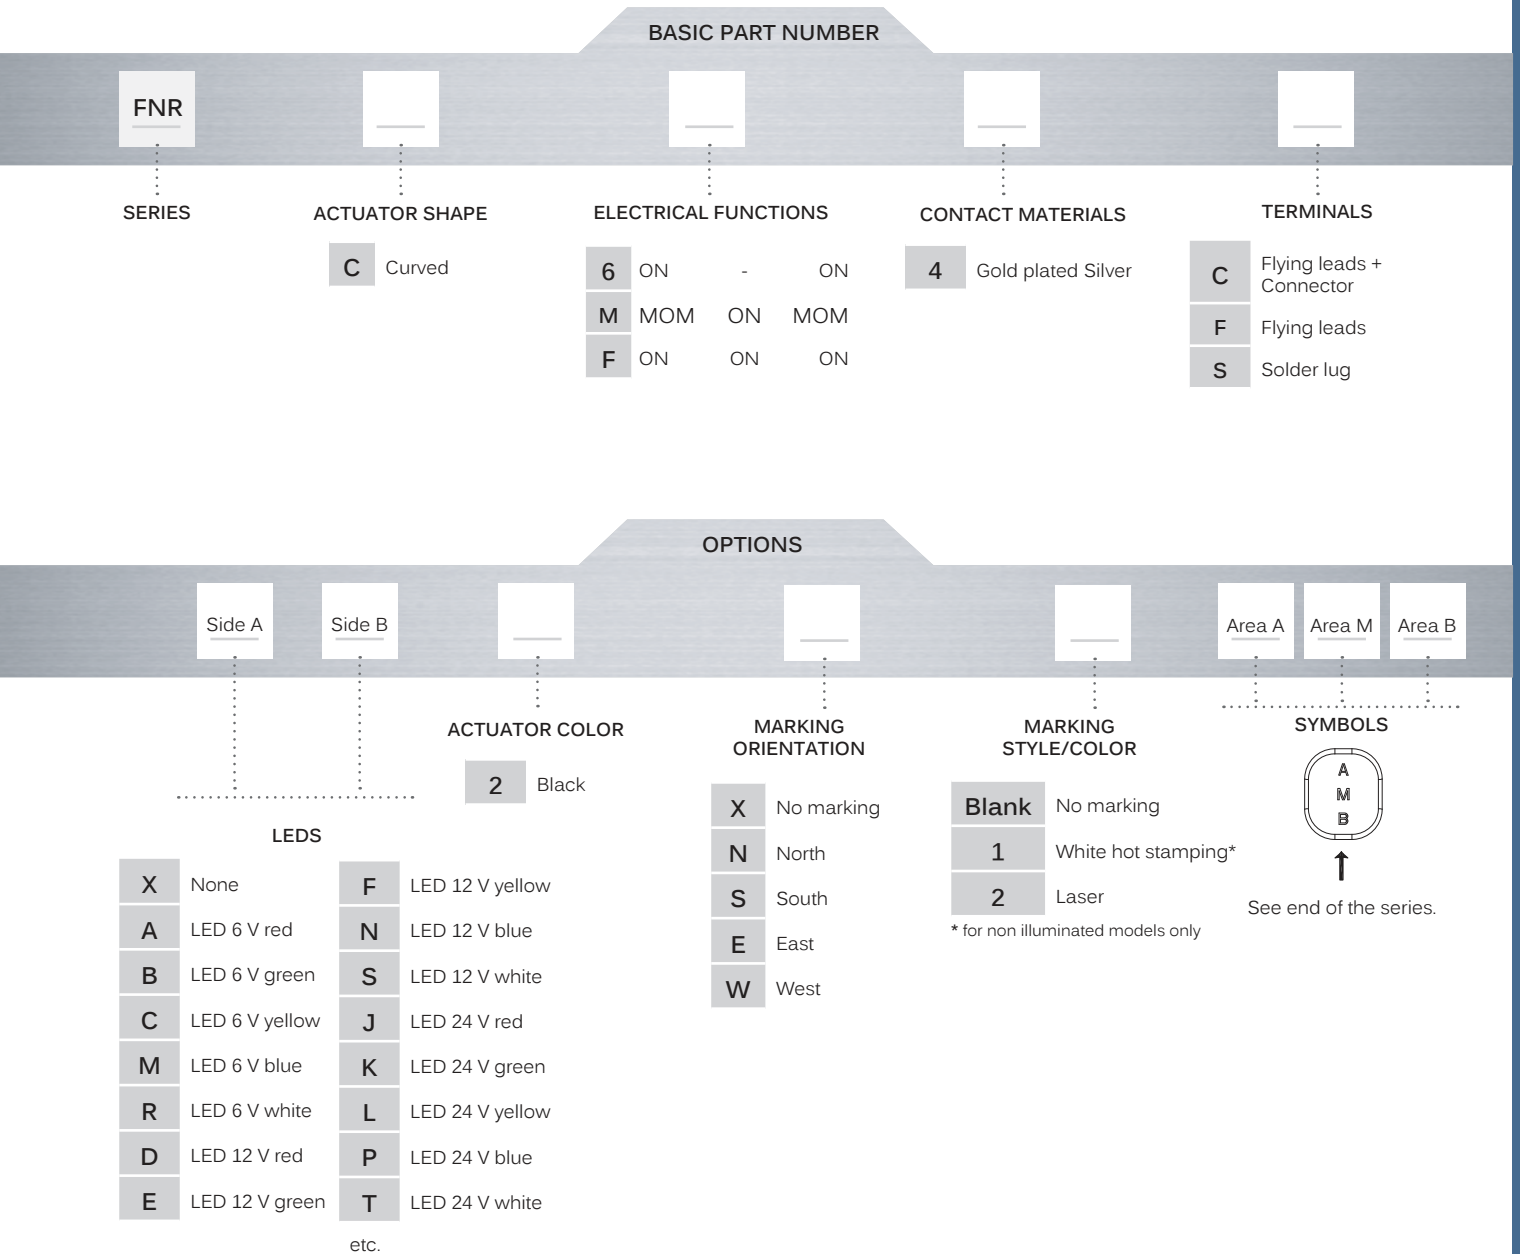 BASIC PART NUMBER
FNR
SERIES
ACTUATOR SHAPE
C Curved
ELECTRICAL FUNCTIONS
6 ON - ON
M MOM ON MOM
F ON ON ON
CONTACT MATERIALS
4 Gold plated Silver
TERMINALS
C Flying leads +
Connector
F Flying leads
S Solder lug
OPTIONS
Side A Side B
Area A Area M Area B
LEDS
X None
A LED 6 V red
B LED 6 V green
C LED 6 V yellow
M LED 6 V blue
R LED 6 V white
D LED 12 V red
E LED 12 V green
F LED 12 V yellow
N LED 12 V blue
S LED 12 V white
J LED 24 V red
K LED 24 V green
L LED 24 V yellow
P LED 24 V blue
T LED 24 V white
etc.
ACTUATOR COLOR
2 Black
MARKING
ORIENTATION
X No marking
N North
S South
E East
W West
MARKING
STYLE/COLOR
Blank No marking
1 White hot stamping*
2 Laser
* for non illuminated models only
SYMBOLS
A
M
B
See end of the series.